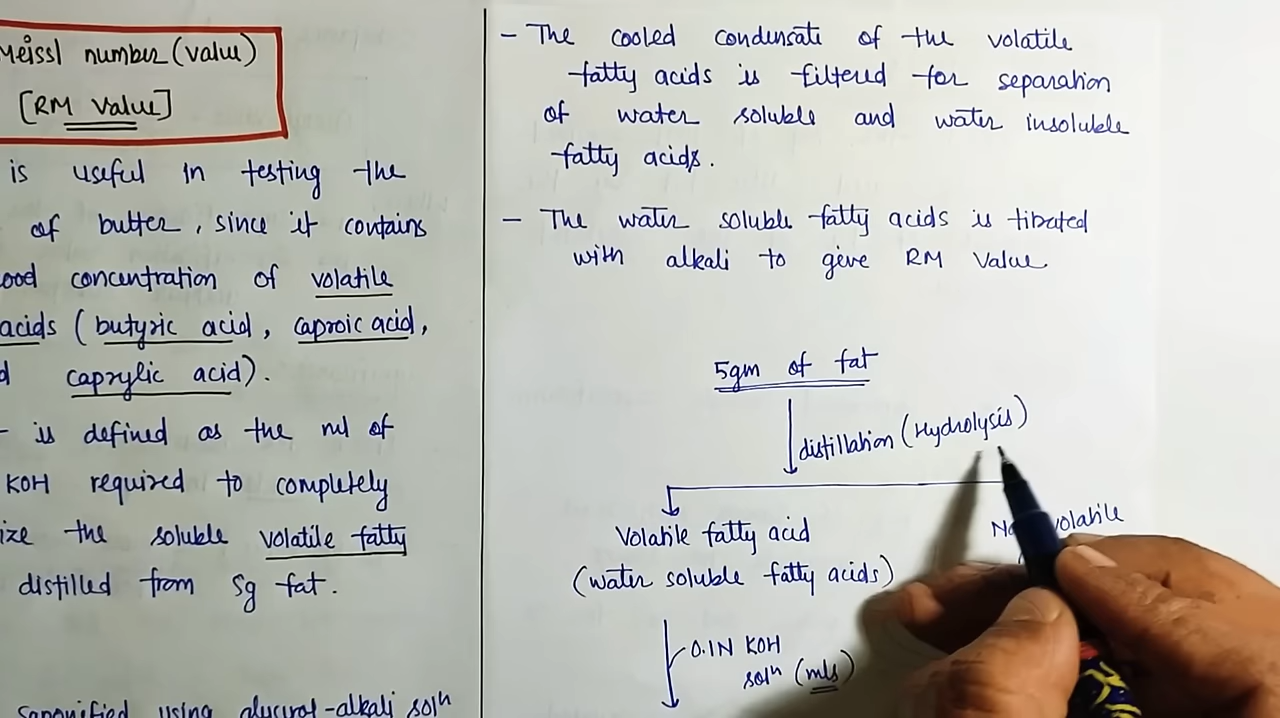 Meissl number (value)
[RM value]
is useful in testing the
of butter, since it contains
ood concentration of volatile
acids (butyric acid, caproic acid,
d caprylic acid).
is defined as the ml of
KOH required to completely
ize the soluble volatile fatty
distilled from 5g fat.
saponified using glycerol-alkali solⁿ
- The cooled condensate of the volatile
fatty acids is filtered for separation
of water soluble and water insoluble
fatty acids.
- The water soluble fatty acids is titrated
with alkali to give RM Value
5gm of fat
distillation (Hydrolysis)
Volatile fatty acid
(water soluble fatty acids)
volatile
0.1N KOH
solⁿ (mls)